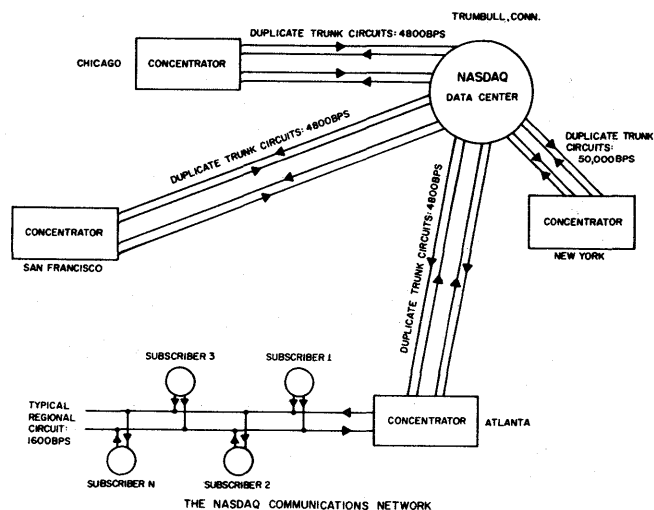 TRUMBULL, CONN.
DUPLICATE TRUNK CIRCUITS: 4800BPS
CHICAGO
CONCENTRATOR
NASDAQ
DATA CENTER
DUPLICATE TRUNK CIRCUITS: 4800BPS
DUPLICATE TRUNK
CIRCUITS:
50,000BPS
CONCENTRATOR
SAN FRANCISCO
CONCENTRATOR
NEW YORK
DUPLICATE TRUNK CIRCUITS: 4800BPS
SUBSCRIBER 3
SUBSCRIBER 1
TYPICAL
REGIONAL
CIRCUIT:
1600BPS
CONCENTRATOR
ATLANTA
SUBSCRIBER N
SUBSCRIBER 2
THE NASDAQ COMMUNICATIONS NETWORK